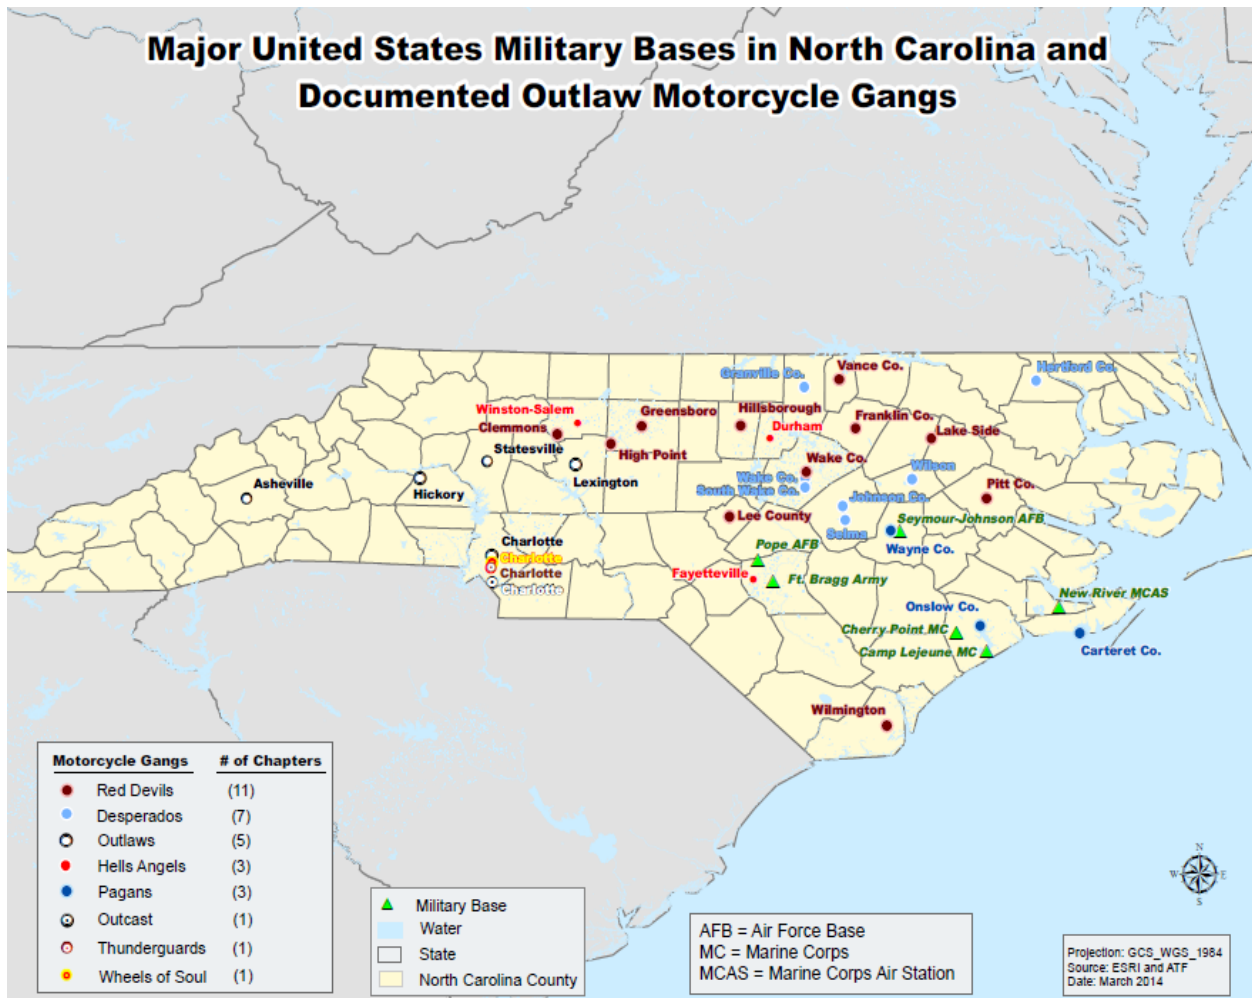 Major United States Military Bases in North Carolina and
Documented Outlaw Motorcycle Gangs
Vance Co.
Hertford Co.
Granville Co.
Winston-Salem
Greensboro
Hillsborough
Franklin Co.
Clemmons
Durham
Lake Side
Statesville
High Point
Wake Co.
Wilson
Asheville
Hickory
Lexington
Wake Co.
South Wake Co.
Johnson Co.
Pitt Co.
Lee County
Selma
Seymour-Johnson AFB
Wayne Co.
Charlotte
Charlotte
Charlotte
Charlotte
Pope AFB
Fayetteville
Ft. Bragg Army
New River MCAS
Onslow Co.
Cherry Point MC
Camp Lejeune MC
Carteret Co.
Wilmington
Motorcycle Gangs # of Chapters
Red Devils (11)
Desperados (7)
Outlaws (5)
Hells Angels (3)
Pagans (3)
Outcast (1)
Thunderguards (1)
Wheels of Soul (1)
Military Base
Water
State
North Carolina County
AFB = Air Force Base
MC = Marine Corps
MCAS = Marine Corps Air Station
N
W E
S
Projection: GCS_WGS_1984
Source: ESRI and ATF
Date: March 2014